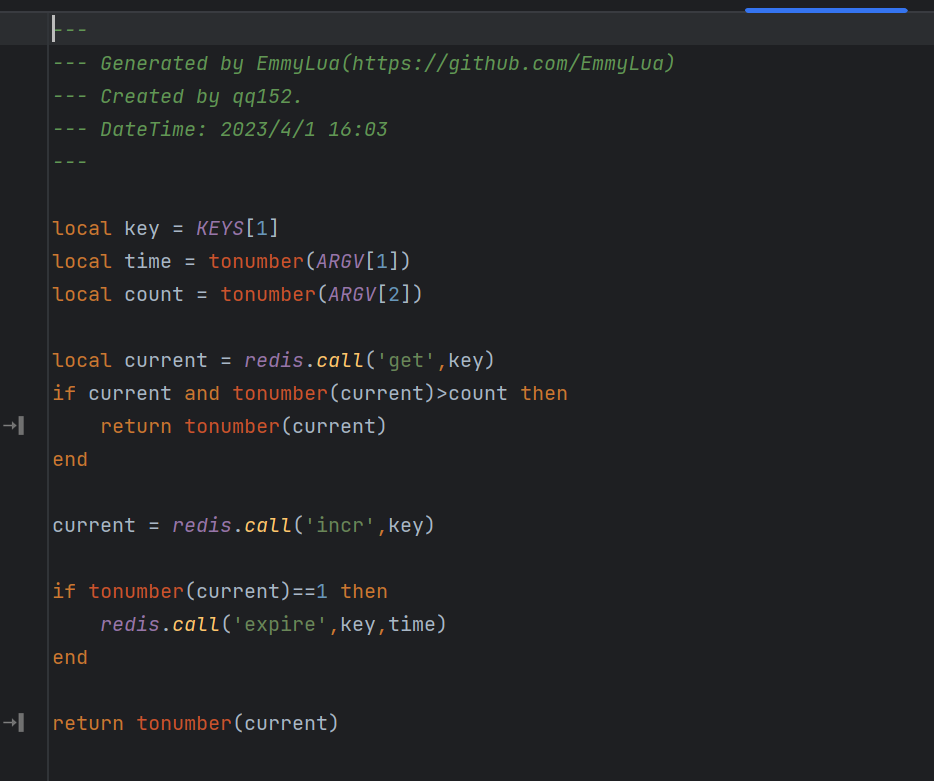 ---
--- Generated by EmmyLua(https://github.com/EmmyLua)
--- Created by qq152.
--- DateTime: 2023/4/1 16:03
---
local key = KEYS[1]
local time = tonumber(ARGV[1])
local count = tonumber(ARGV[2])
local current = redis.call('get',key)
if current and tonumber(current)>count then
    return tonumber(current)
end
current = redis.call('incr',key)
if tonumber(current)==1 then
    redis.call('expire',key,time)
end
return tonumber(current)